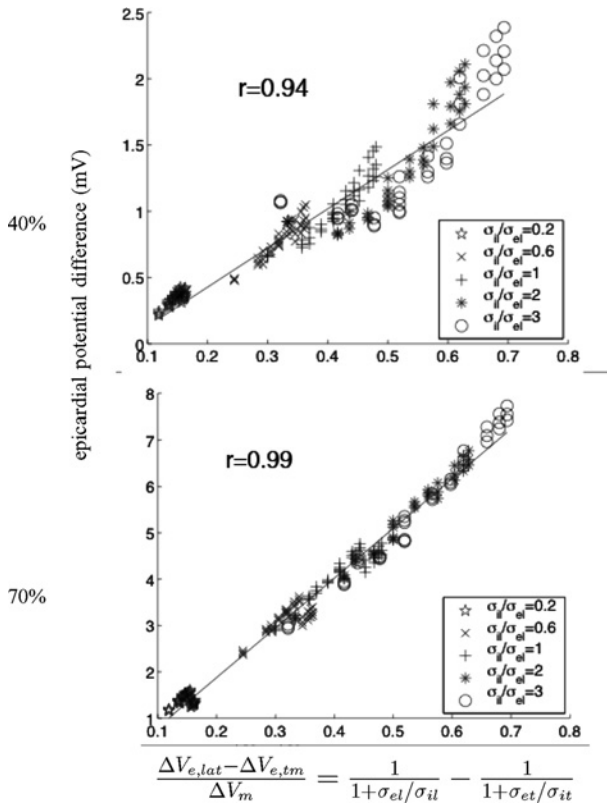 epicardial potential difference (mV)
40%
2.5
2
1.5
1
0.5
0
r=0.94
σil/σel=0.2
σil/σel=0.6
σil/σel=1
σil/σel=2
σil/σel=3
0.1 0.2 0.3 0.4 0.5 0.6 0.7 0.8
70%
8
7
6
5
4
3
2
1
r=0.99
σil/σel=0.2
σil/σel=0.6
σil/σel=1
σil/σel=2
σil/σel=3
0.1 0.2 0.3 0.4 0.5 0.6 0.7 0.8
ΔVe,lat−ΔVe,tm / ΔVm = 1 / 1+σel/σil − 1 / 1+σet/σit